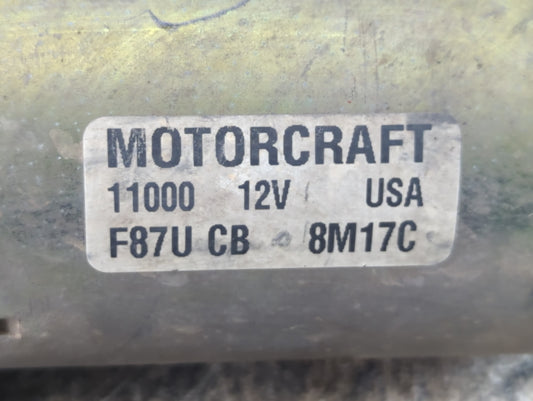 MOTORCRAFT
11000 12V USA
F87U CB 8M17C